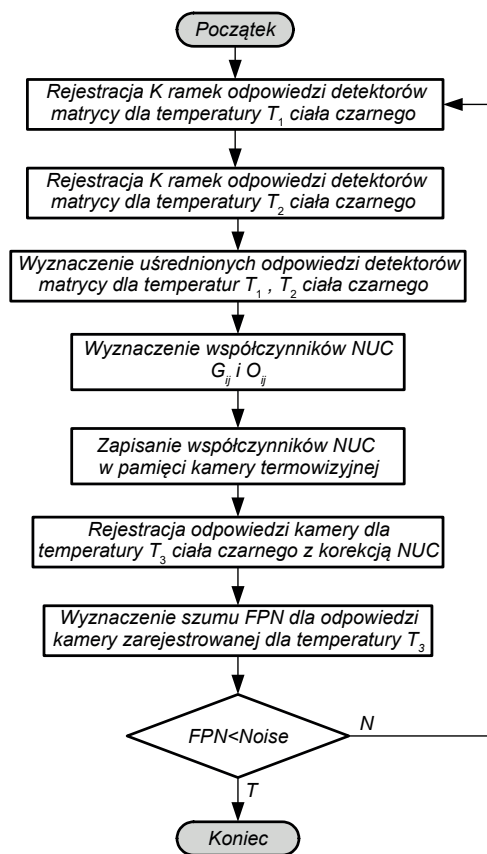 Początek
Rejestracja K ramek odpowiedzi detektorów
matrycy dla temperatury T₁ ciała czarnego
Rejestracja K ramek odpowiedzi detektorów
matrycy dla temperatury T₂ ciała czarnego
Wyznaczenie uśrednionych odpowiedzi detektorów
matrycy dla temperatur T₁ , T₂ ciała czarnego
Wyznaczenie współczynników NUC
Gᵢⱼ i Oᵢⱼ
Zapisanie współczynników NUC
w pamięci kamery termowizyjnej
Rejestracja odpowiedzi kamery dla
temperatury T₃ ciała czarnego z korekcją NUC
Wyznaczenie szumu FPN dla odpowiedzi
kamery zarejestrowanej dla temperatury T₃
FPN<Noise
N
T
Koniec